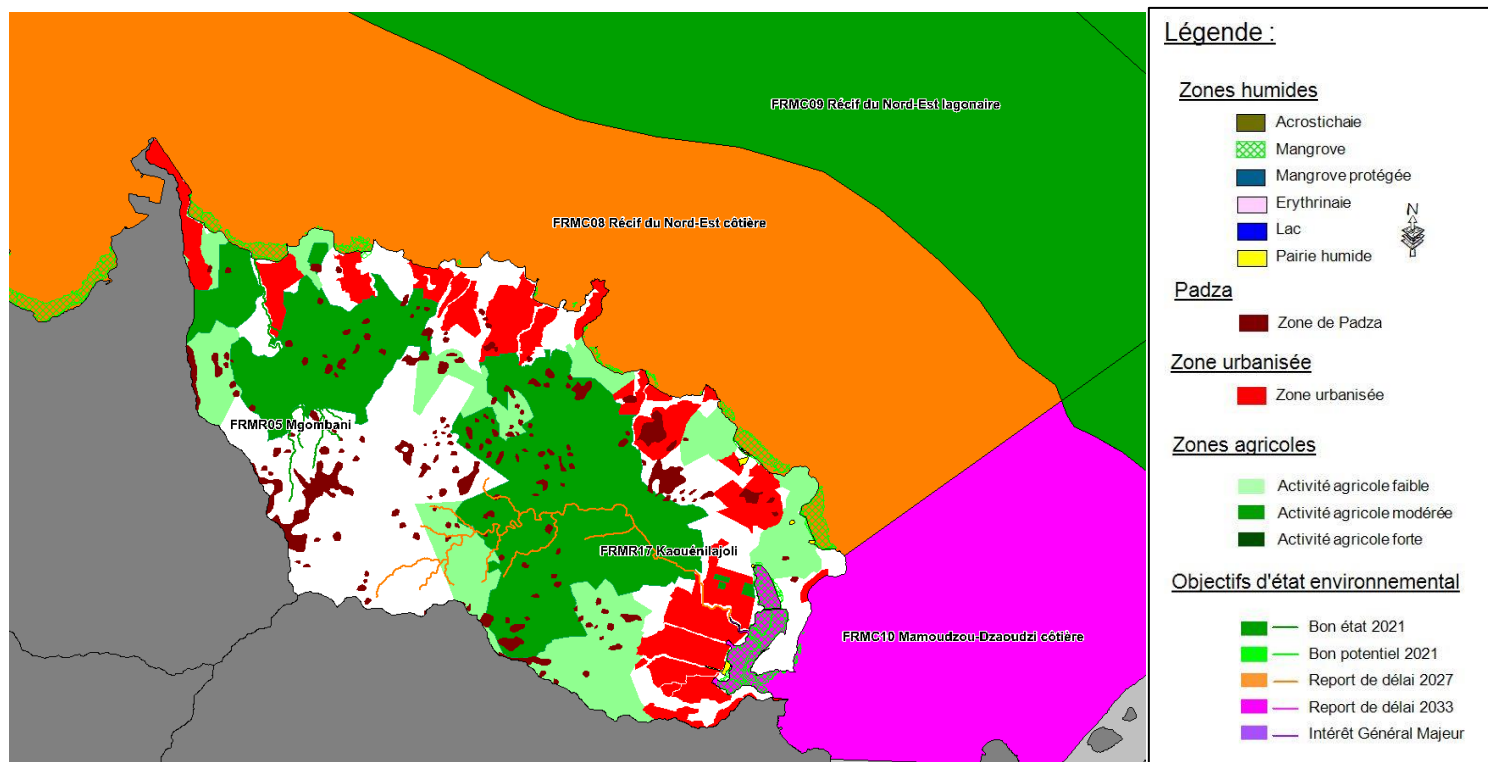 FRMC09 Récif du Nord-Est lagonaire
FRMC08 Récif du Nord-Est côtière
FRMR05 Mgombani
FRMR17 Kaouénilajoli
FRMC10 Mamoudzou-Dzaoudzi côtière
Légende :
Zones humides
Acrostichaie
Mangrove
Mangrove protégée
Erythrinaie
Lac
Pairie humide
N
Padza
Zone de Padza
Zone urbanisée
Zone urbanisée
Zones agricoles
Activité agricole faible
Activité agricole modérée
Activité agricole forte
Objectifs d'état environnemental
Bon état 2021
Bon potentiel 2021
Report de délai 2027
Report de délai 2033
Intérêt Général Majeur